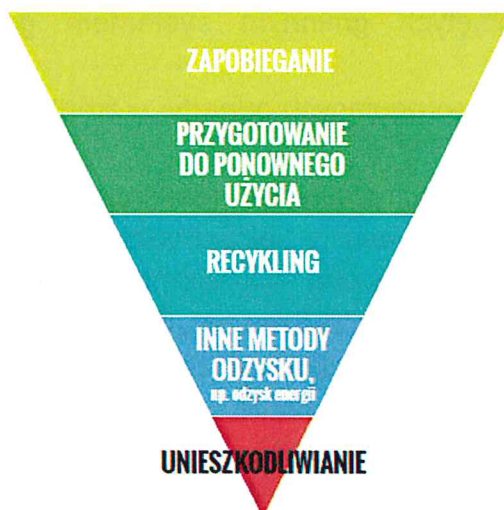 ZAPOBIEGANIE
PRZYGOTOWANIE
DO PONOWNEGO
UŻYCIA
RECYKLING
INNE METODY
ODZYSKU,
np. odzysk energii
UNIESZKODLIWIANIE